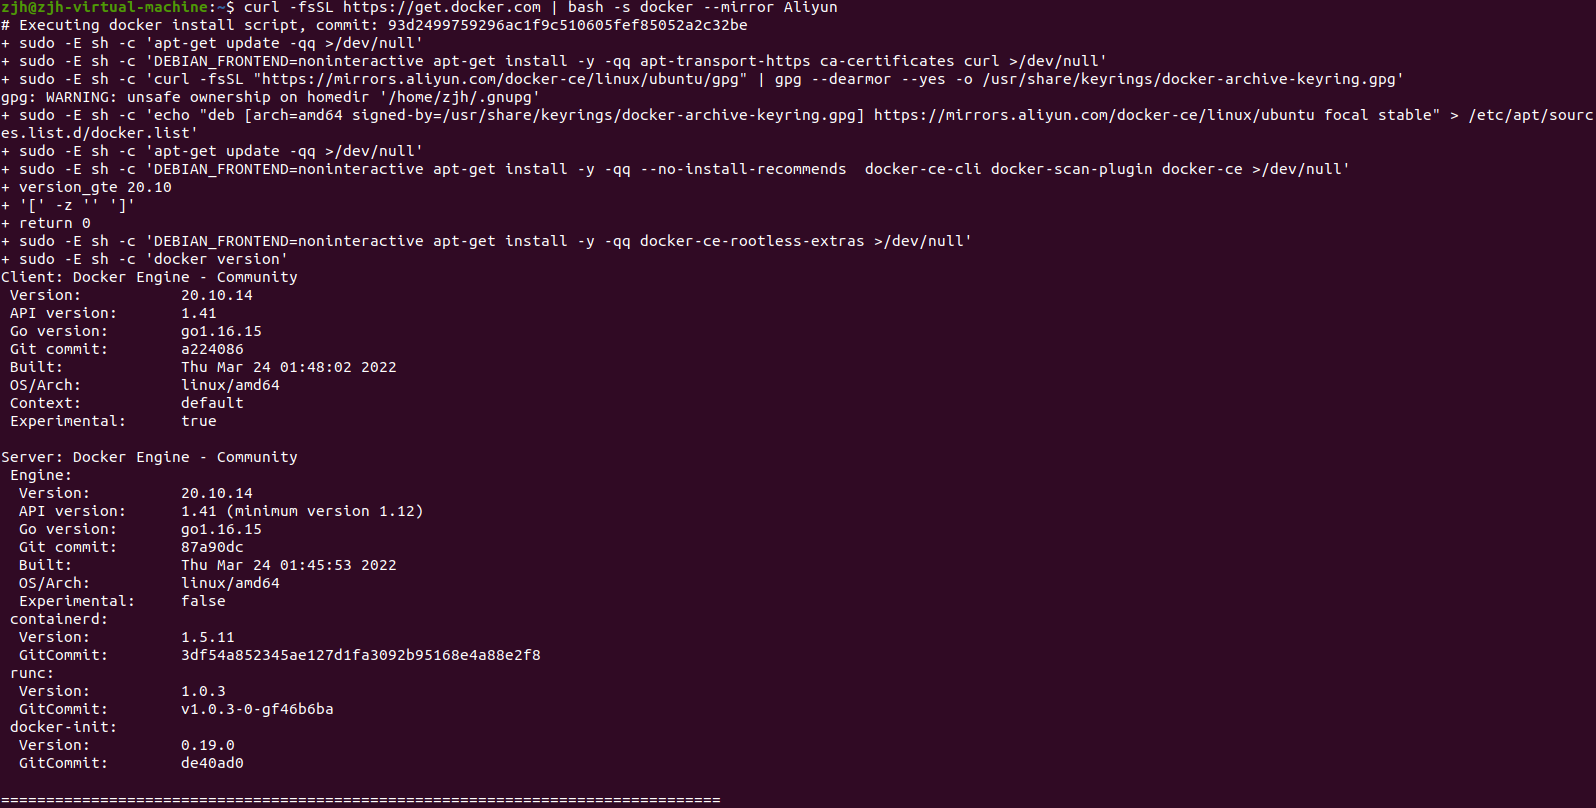 zjh@zjh-virtual-machine:~$ curl -fsSL https://get.docker.com | bash -s docker --mirror Aliyun
# Executing docker install script, commit: 93d2499759296ac1f9c510605fef85052a2c32be
+ sudo -E sh -c 'apt-get update -qq >/dev/null'
+ sudo -E sh -c 'DEBIAN_FRONTEND=noninteractive apt-get install -y -qq apt-transport-https ca-certificates curl >/dev/null'
+ sudo -E sh -c 'curl -fsSL "https://mirrors.aliyun.com/docker-ce/linux/ubuntu/gpg" | gpg --dearmor --yes -o /usr/share/keyrings/docker-archive-keyring.gpg'
gpg: WARNING: unsafe ownership on homedir '/home/zjh/.gnupg'
+ sudo -E sh -c 'echo "deb [arch=amd64 signed-by=/usr/share/keyrings/docker-archive-keyring.gpg] https://mirrors.aliyun.com/docker-ce/linux/ubuntu focal stable" > /etc/apt/sourc
es.list.d/docker.list'
+ sudo -E sh -c 'apt-get update -qq >/dev/null'
+ sudo -E sh -c 'DEBIAN_FRONTEND=noninteractive apt-get install -y -qq --no-install-recommends  docker-ce-cli docker-scan-plugin docker-ce >/dev/null'
+ version_gte 20.10
+ '[' -z '' ']'
+ return 0
+ sudo -E sh -c 'DEBIAN_FRONTEND=noninteractive apt-get install -y -qq docker-ce-rootless-extras >/dev/null'
+ sudo -E sh -c 'docker version'
Client: Docker Engine - Community
 Version:           20.10.14
 API version:       1.41
 Go version:        go1.16.15
 Git commit:        a224086
 Built:             Thu Mar 24 01:48:02 2022
 OS/Arch:           linux/amd64
 Context:           default
 Experimental:      true

Server: Docker Engine - Community
 Engine:
  Version:          20.10.14
  API version:      1.41 (minimum version 1.12)
  Go version:       go1.16.15
  Git commit:       87a90dc
  Built:            Thu Mar 24 01:45:53 2022
  OS/Arch:          linux/amd64
  Experimental:     false
 containerd:
  Version:          1.5.11
  GitCommit:        3df54a852345ae127d1fa3092b95168e4a88e2f8
 runc:
  Version:          1.0.3
  GitCommit:        v1.0.3-0-gf46b6ba
 docker-init:
  Version:          0.19.0
  GitCommit:        de40ad0

================================================================================